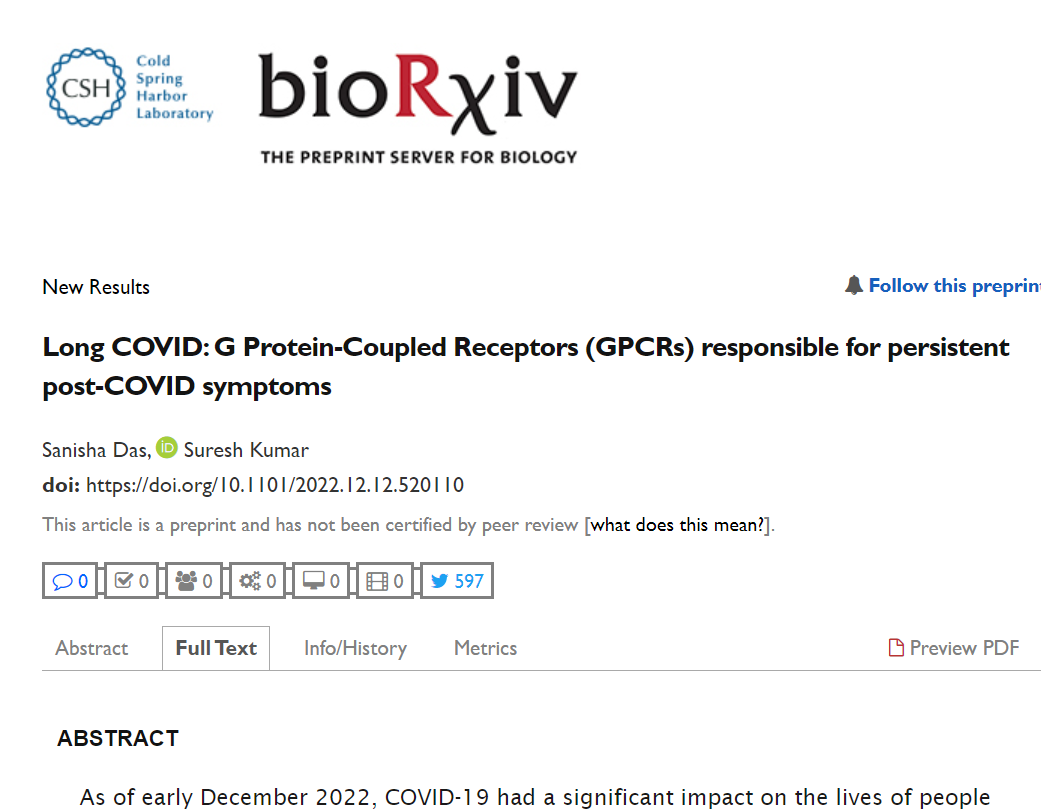 CSH
Cold
Spring
Harbor
Laboratory
bioRxiv
THE PREPRINT SERVER FOR BIOLOGY
New Results
Follow this preprint
Long COVID: G Protein-Coupled Receptors (GPCRs) responsible for persistent
post-COVID symptoms
Sanisha Das, iD Suresh Kumar
doi: https://doi.org/10.1101/2022.12.12.520110
This article is a preprint and has not been certified by peer review [what does this mean?].
0 0 0 0 0 0 597
Abstract Full Text Info/History Metrics Preview PDF
ABSTRACT
As of early December 2022, COVID-19 had a significant impact on the lives of people